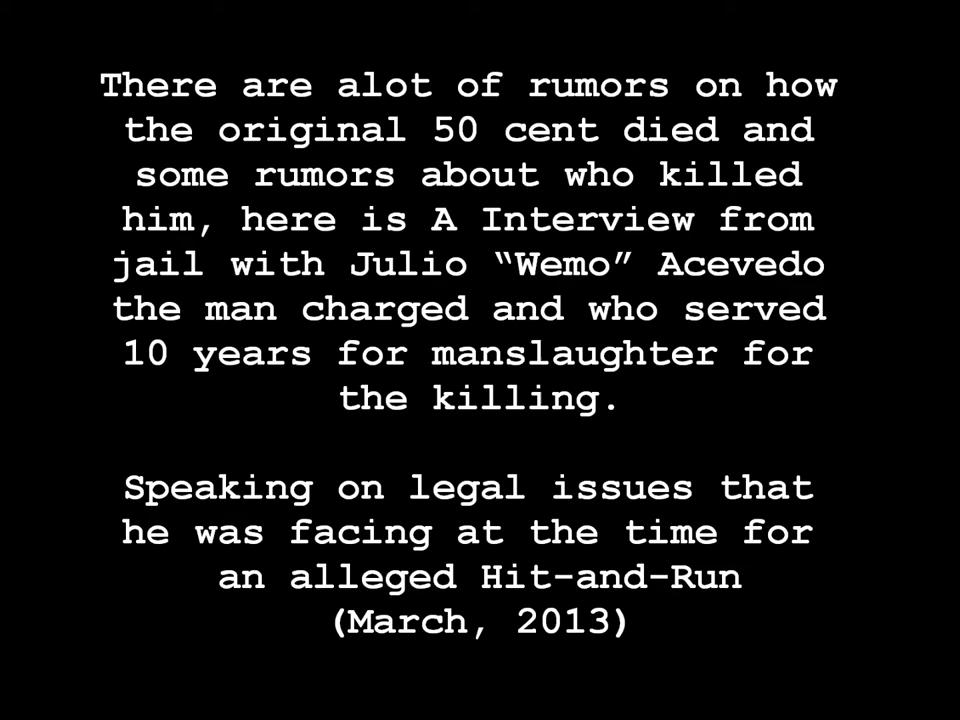 There are alot of rumors on how
the original 50 cent died and
some rumors about who killed
him, here is A Interview from
jail with Julio “Wemo” Acevedo
the man charged and who served
10 years for manslaughter for
the killing.
Speaking on legal issues that
he was facing at the time for
an alleged Hit-and-Run
(March, 2013)